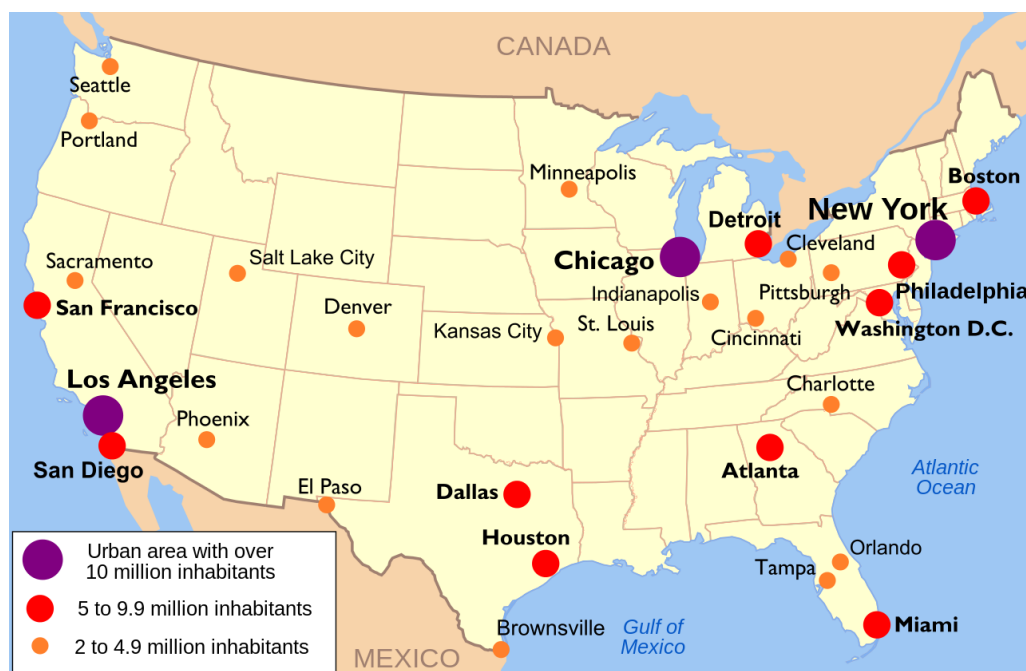 CANADA
Seattle
Portland
Minneapolis
Boston
New York
Detroit
Cleveland
Chicago
Sacramento
Salt Lake City
San Francisco
Denver
Indianapolis
Pittsburgh
Philadelphia
Kansas City
St. Louis
Cincinnati
Washington D.C.
Los Angeles
Phoenix
Charlotte
San Diego
Atlanta
Atlantic
Ocean
El Paso
Dallas
Houston
Orlando
Tampa
Brownsville
Gulf of
Mexico
Miami
MEXICO
Urban area with over
10 million inhabitants
5 to 9.9 million inhabitants
2 to 4.9 million inhabitants